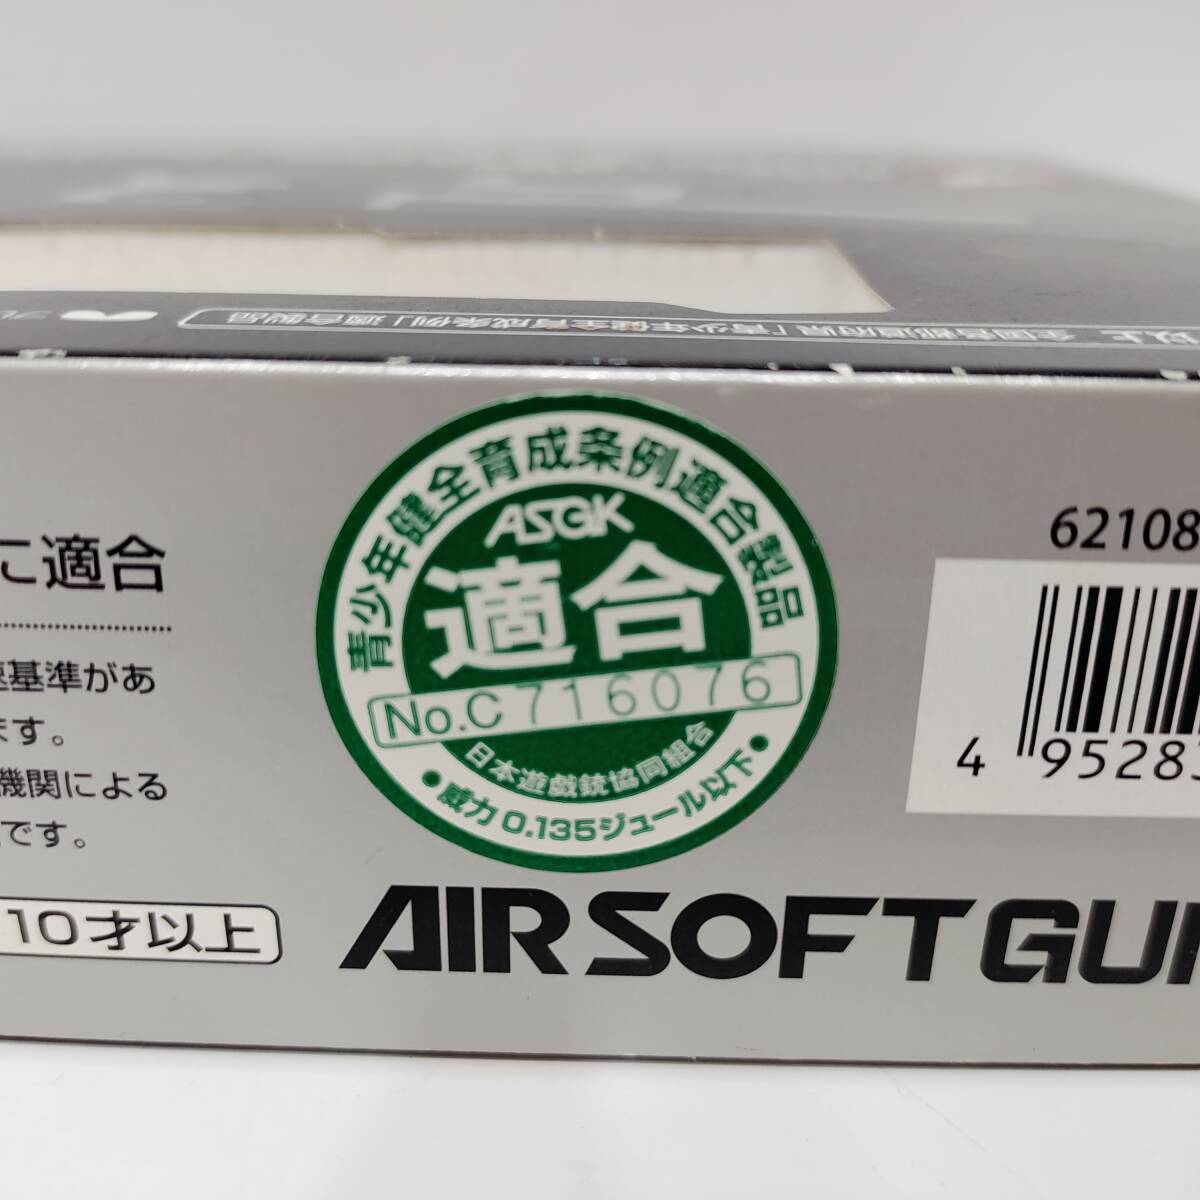 以上 全国各都道府県「青少年健全育成条例」適合製品
に適合
基準があ
ます。
機関による
です。
10才以上
青少年健全育成条例適合製品
ASGK
適合
No.C716076
日本遊戯銃協同組合
• 威力 0.135ジュール以下 •
AIRSOFT GU
62108
4 95283